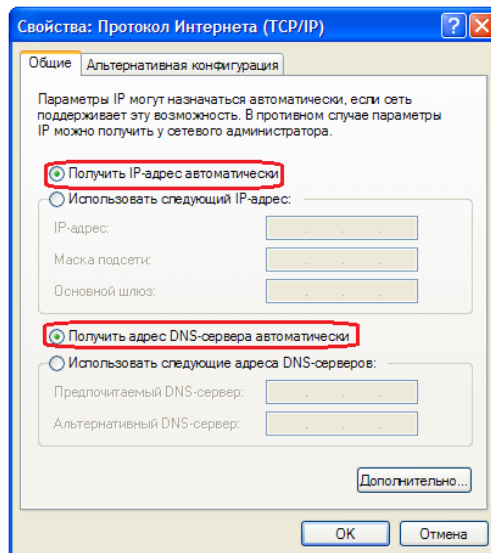 Свойства: Протокол Интернета (TCP/IP)
Общие
Альтернативная конфигурация
Параметры IP могут назначаться автоматически, если сеть
поддерживает эту возможность. В противном случае параметры
IP можно получить у сетевого администратора.
Получить IP-адрес автоматически
Использовать следующий IP-адрес:
IP-адрес:
Маска подсети:
Основной шлюз:
Получить адрес DNS-сервера автоматически
Использовать следующие адреса DNS-серверов:
Предпочитаемый DNS-сервер:
Альтернативный DNS-сервер:
Дополнительно...
OK
Отмена